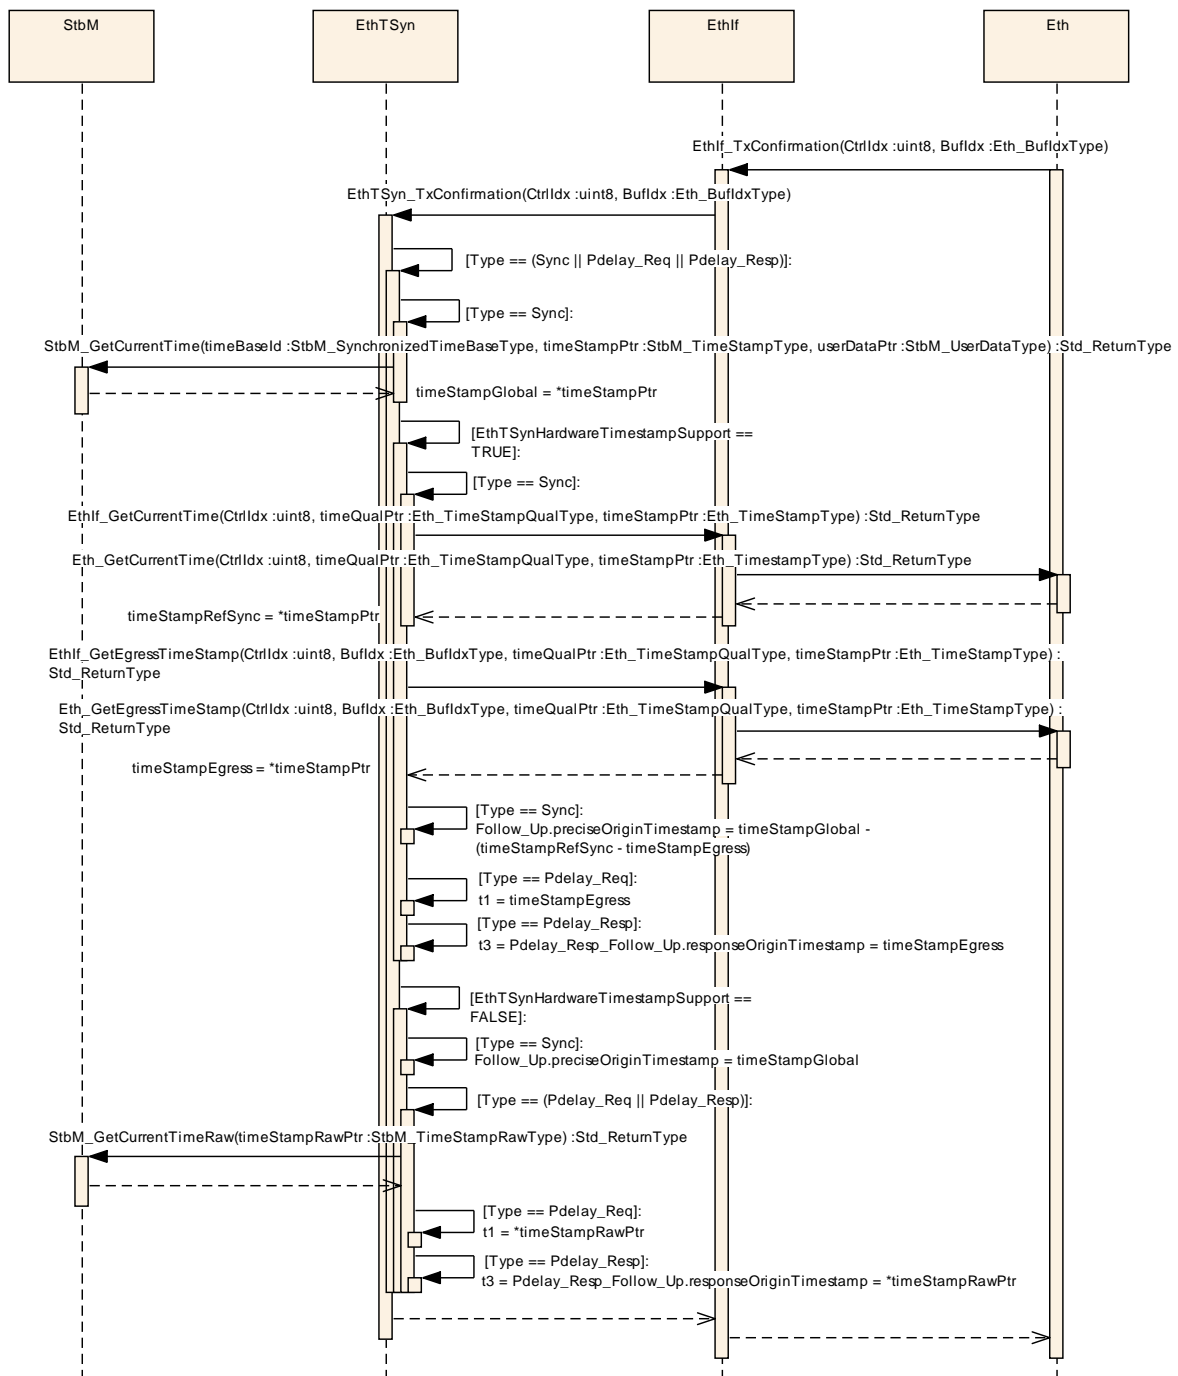 StbM
EthTSyn
EthIf
Eth
EthIf_TxConfirmation(CtrlIdx :uint8, BufIdx :Eth_BufIdxType)
EthTSyn_TxConfirmation(CtrlIdx :uint8, BufIdx :Eth_BufIdxType)
[Type == (Sync || Pdelay_Req || Pdelay_Resp)]:
[Type == Sync]:
StbM_GetCurrentTime(timeBaseId :StbM_SynchronizedTimeBaseType, timeStampPtr :StbM_TimeStampType, userDataPtr :StbM_UserDataType) :Std_ReturnType
timeStampGlobal = *timeStampPtr
[EthTSynHardwareTimestampSupport ==
TRUE]:
[Type == Sync]:
EthIf_GetCurrentTime(CtrlIdx :uint8, timeQualPtr :Eth_TimeStampQualType, timeStampPtr :Eth_TimeStampType) :Std_ReturnType
Eth_GetCurrentTime(CtrlIdx :uint8, timeQualPtr :Eth_TimeStampQualType, timeStampPtr :Eth_TimestampType) :Std_ReturnType
timeStampRefSync = *timeStampPtr
EthIf_GetEgressTimeStamp(CtrlIdx :uint8, BufIdx :Eth_BufIdxType, timeQualPtr :Eth_TimeStampQualType, timeStampPtr :Eth_TimeStampType) :
Std_ReturnType
Eth_GetEgressTimeStamp(CtrlIdx :uint8, BufIdx :Eth_BufIdxType, timeQualPtr :Eth_TimeStampQualType, timeStampPtr :Eth_TimeStampType) :
Std_ReturnType
timeStampEgress = *timeStampPtr
[Type == Sync]:
Follow_Up.preciseOriginTimestamp = timeStampGlobal -
(timeStampRefSync - timeStampEgress)
[Type == Pdelay_Req]:
t1 = timeStampEgress
[Type == Pdelay_Resp]:
t3 = Pdelay_Resp_Follow_Up.responseOriginTimestamp = timeStampEgress
[EthTSynHardwareTimestampSupport ==
FALSE]:
[Type == Sync]:
Follow_Up.preciseOriginTimestamp = timeStampGlobal
[Type == (Pdelay_Req || Pdelay_Resp)]:
StbM_GetCurrentTimeRaw(timeStampRawPtr :StbM_TimeStampRawType) :Std_ReturnType
[Type == Pdelay_Req]:
t1 = *timeStampRawPtr
[Type == Pdelay_Resp]:
t3 = Pdelay_Resp_Follow_Up.responseOriginTimestamp = *timeStampRawPtr